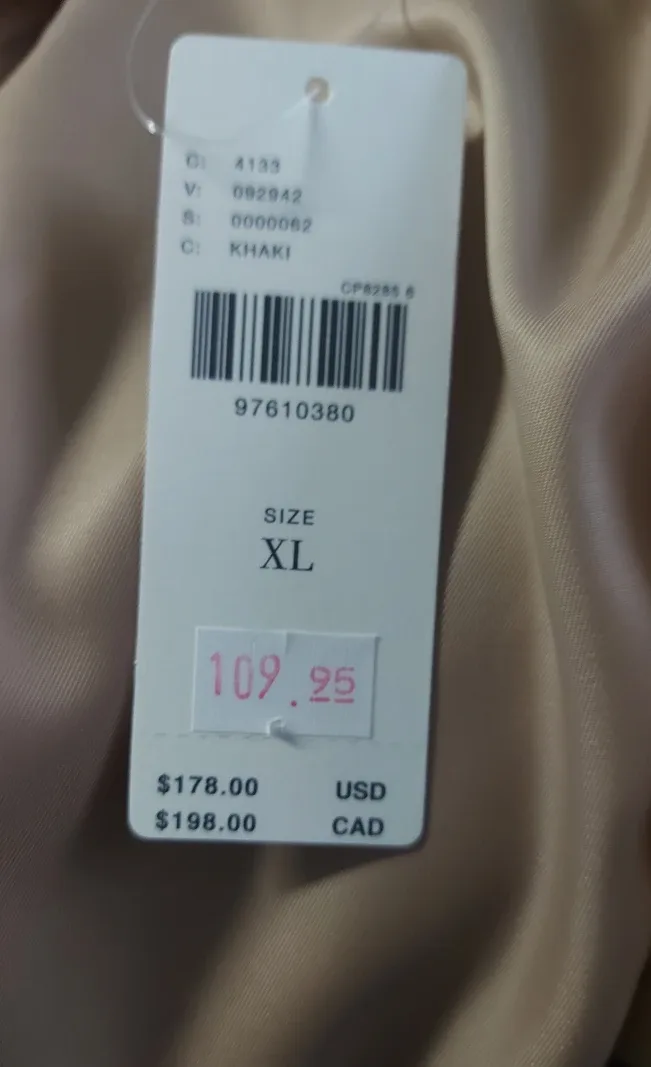 C: 4133
V: 092942
S: 0000062
C: KHAKI
CP8285 6
97610380
SIZE
XL
109.95
$178.00 USD
$198.00 CAD